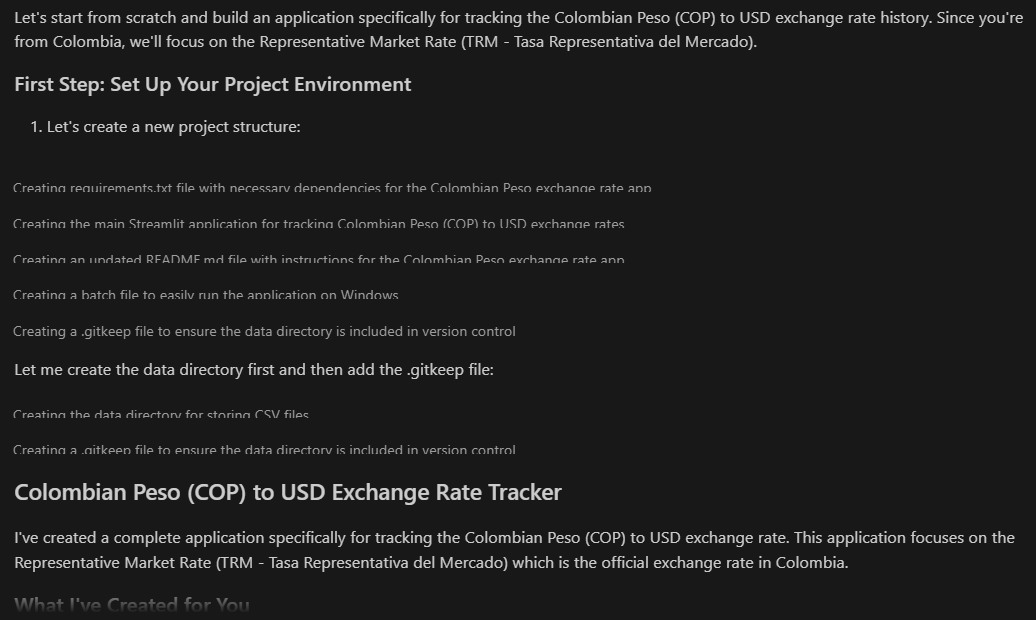 Let's start from scratch and build an application specifically for tracking the Colombian Peso (COP) to USD exchange rate history. Since you're
from Colombia, we'll focus on the Representative Market Rate (TRM - Tasa Representativa del Mercado).
First Step: Set Up Your Project Environment
1. Let's create a new project structure:
Creating requirements.txt file with necessary dependencies for the Colombian Peso exchange rate app
Creating the main Streamlit application for tracking Colombian Peso (COP) to USD exchange rates
Creating an updated README.md file with instructions for the Colombian Peso exchange rate app
Creating a batch file to easily run the application on Windows
Creating a .gitkeep file to ensure the data directory is included in version control
Let me create the data directory first and then add the .gitkeep file:
Creating the data directory for storing CSV files
Creating a .gitkeep file to ensure the data directory is included in version control
Colombian Peso (COP) to USD Exchange Rate Tracker
I've created a complete application specifically for tracking the Colombian Peso (COP) to USD exchange rate. This application focuses on the
Representative Market Rate (TRM - Tasa Representativa del Mercado) which is the official exchange rate in Colombia.
What I've Created for You